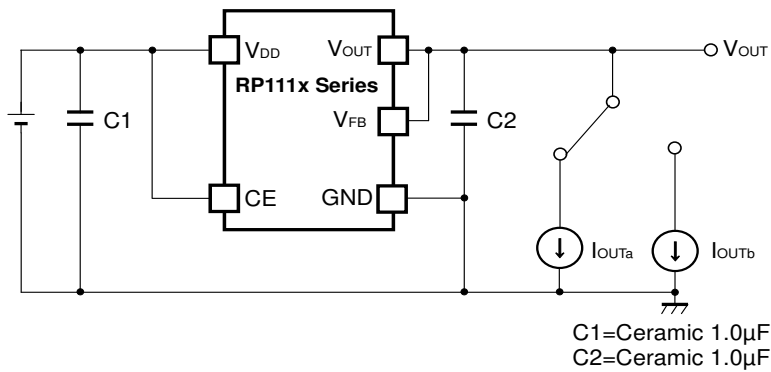 VDD
VOUT
VOUT
RP111x Series
C1
VFB
C2
CE
GND
IOUTa
IOUTb
C1=Ceramic 1.0μF
C2=Ceramic 1.0μF